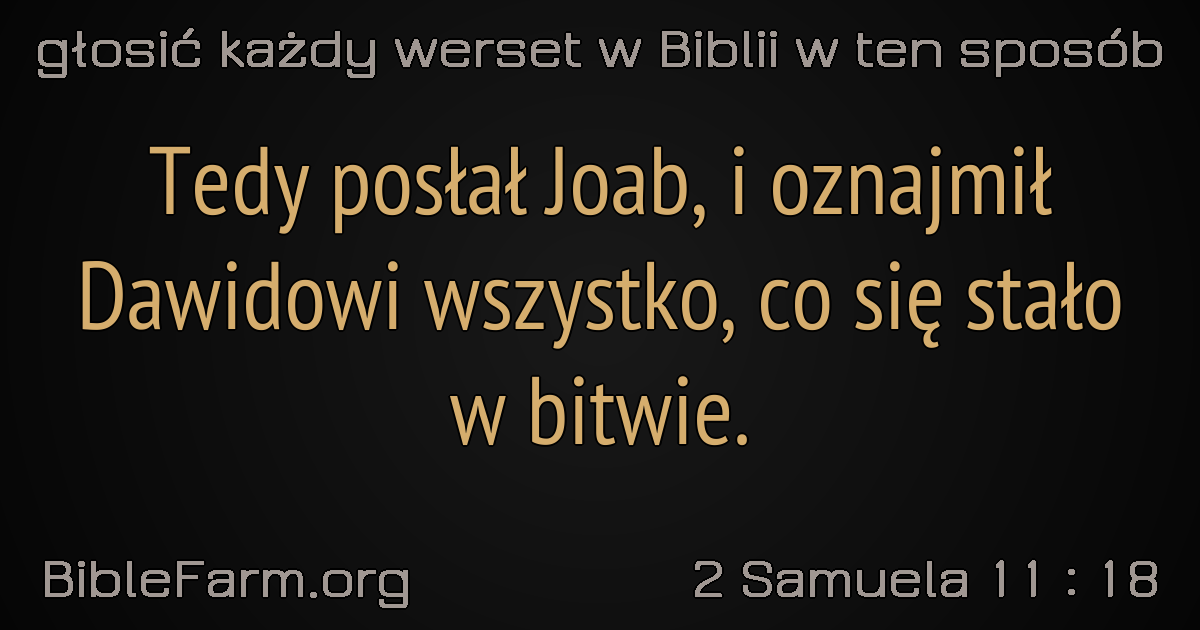 głosić każdy werset w Biblii w ten sposób
Tedy posłał Joab, i oznajmił
Dawidowi wszystko, co się stało
w bitwie.
BibleFarm.org
2 Samuela 11 : 18